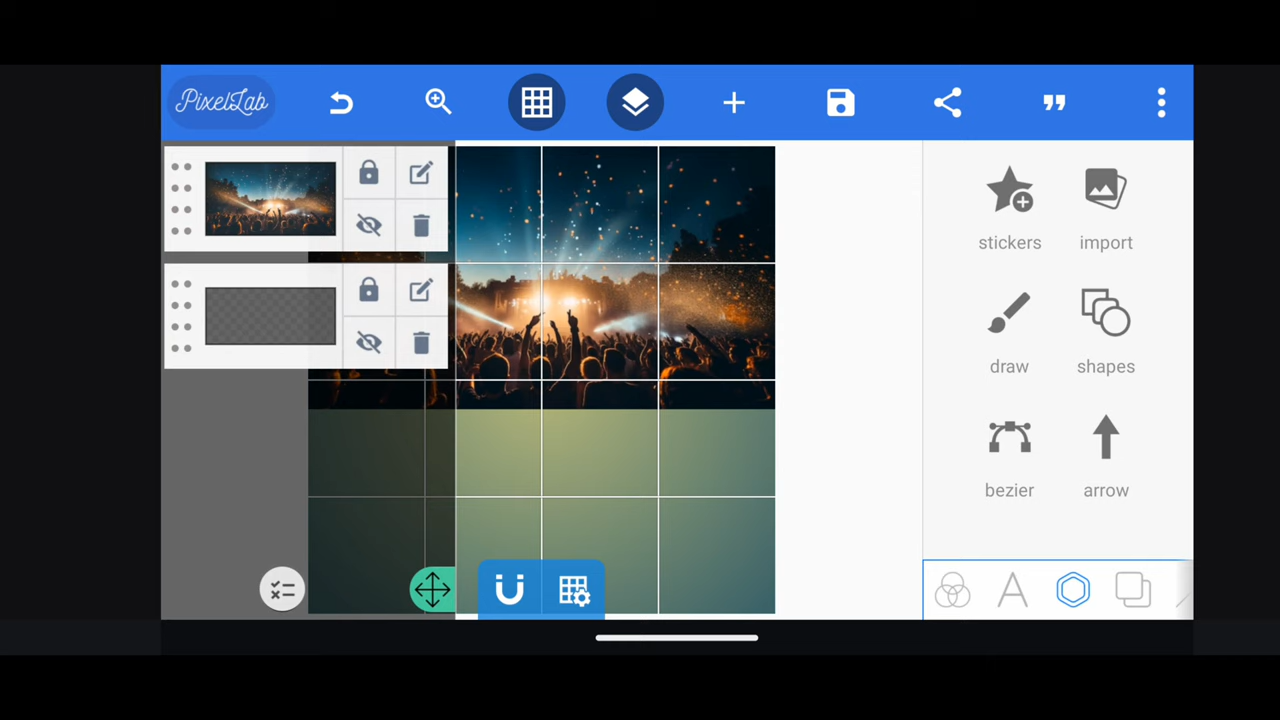 PixelLab
stickers
import
draw
shapes
bezier
arrow